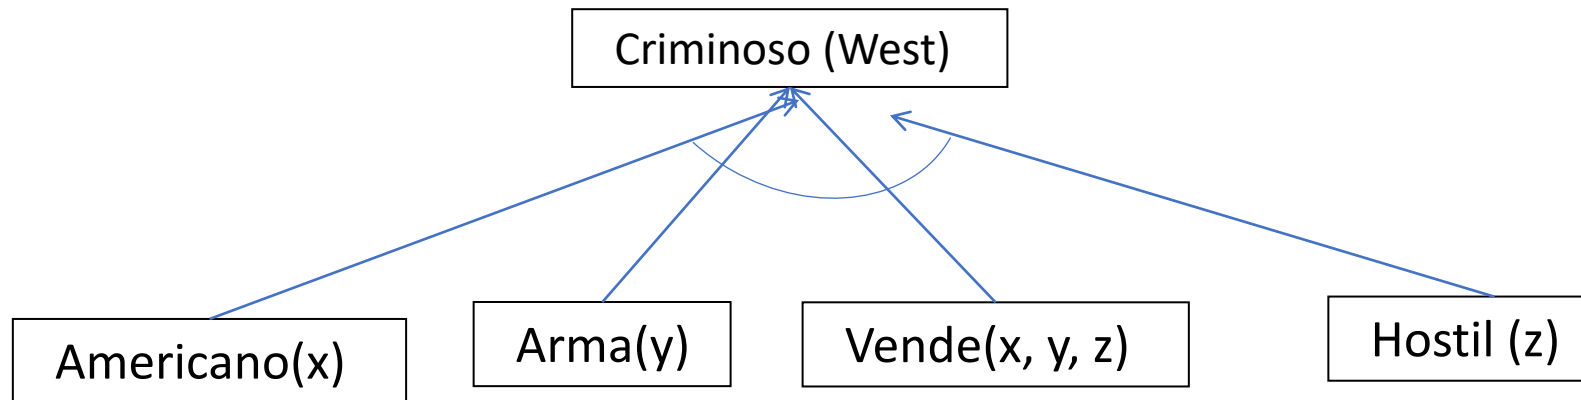 Criminoso (West)
Americano(x)
Arma(y)
Vende(x, y, z)
Hostil (z)